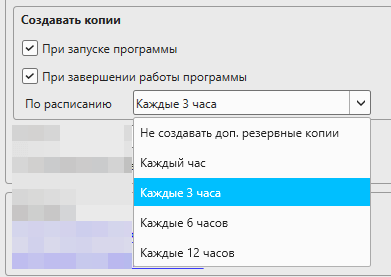 Создавать копии
При запуске программы
При завершении работы программы
По расписанию Каждые 3 часа
Не создавать доп. резервные копии
Каждый час
Каждые 3 часа
Каждые 6 часов
Каждые 12 часов